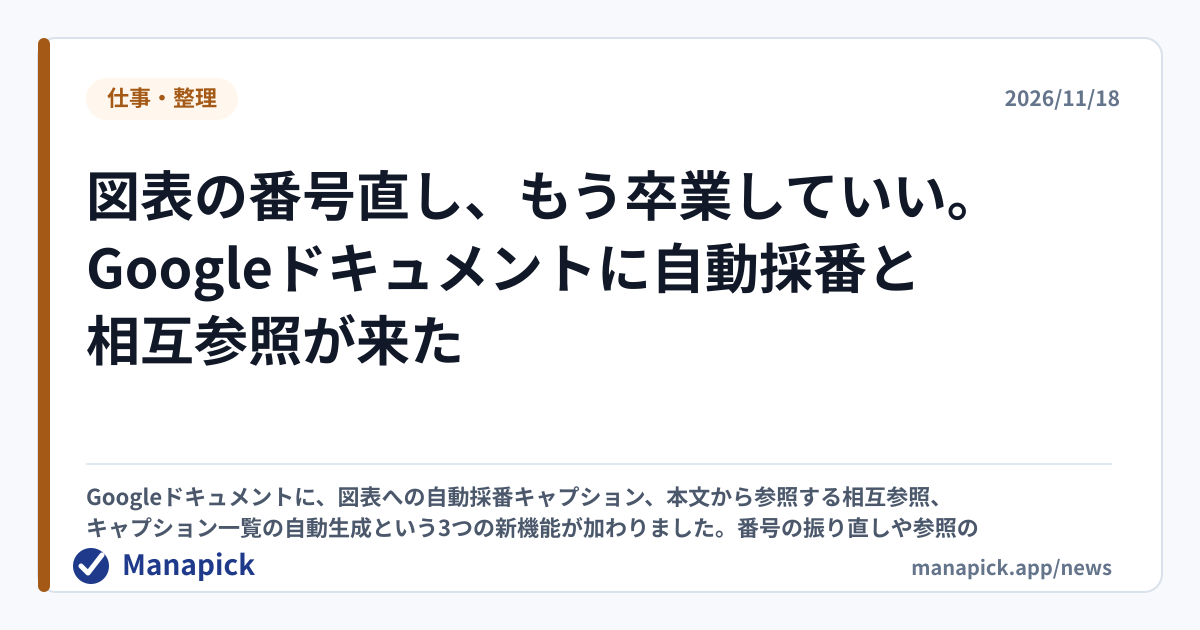 仕事・整理
2026/11/18
図表の番号直し、もう卒業していい。
Googleドキュメントに自動採番と
相互参照が来た
Googleドキュメントに、図表への自動採番キャプション、本文から参照する相互参照、
キャプション一覧の自動生成という3つの新機能が加わりました。番号の振り直しや参照の
Manapick
manapick.app/news